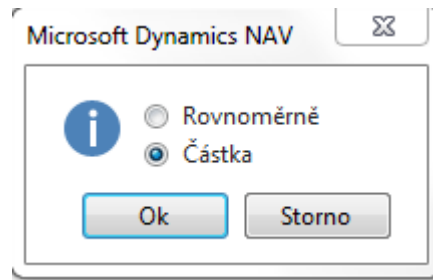 Microsoft Dynamics NAV
Rovnoměrně
Částka
Ok
Storno